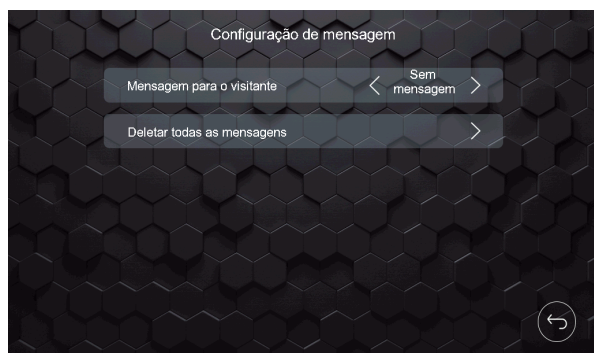 Configuração de mensagem
Mensagem para o visitante
Sem
mensagem
Deletar todas as mensagens